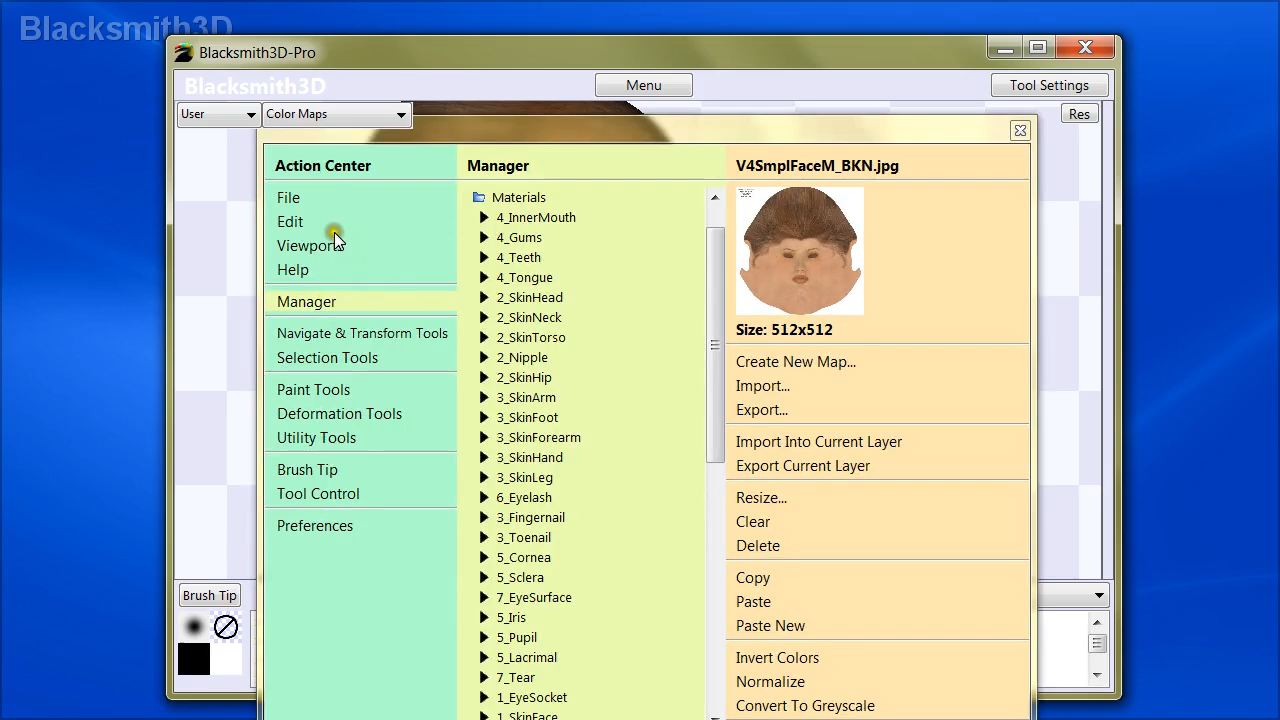 Blacksmith3D
Blacksmith3D-Pro
Blacksmith3D
Menu
Tool Settings
User
Color Maps
Res
Action Center
File
Edit
Viewports
Help
Manager
Navigate & Transform Tools
Selection Tools
Paint Tools
Deformation Tools
Utility Tools
Brush Tip
Tool Control
Preferences
Manager
Materials
4_InnerMouth
4_Gums
4_Teeth
4_Tongue
2_SkinHead
2_SkinNeck
2_SkinTorso
2_Nipple
2_SkinHip
3_SkinArm
3_SkinFoot
3_SkinForearm
3_SkinHand
3_SkinLeg
6_Eyelash
3_Fingernail
3_Toenail
5_Cornea
5_Sclera
7_EyeSurface
5_Iris
5_Pupil
5_Lacrimal
7_Tear
1_EyeSocket
1_SkinFace
V4SmplFaceM_BKN.jpg
Size: 512x512
Create New Map...
Import...
Export...
Import Into Current Layer
Export Current Layer
Resize...
Clear
Delete
Copy
Paste
Paste New
Invert Colors
Normalize
Convert To Greyscale
Brush Tip